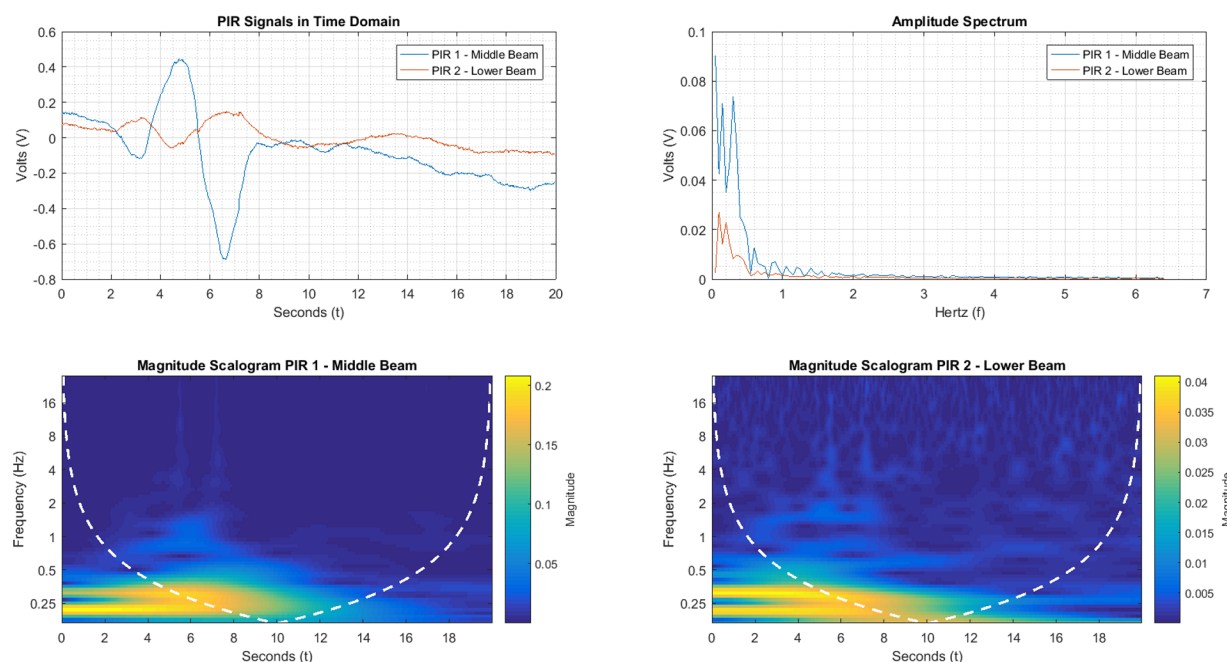 PIR Signals in Time Domain
0.6
0.4
0.2
0
-0.2
-0.4
-0.6
-0.8
Volts (V)
PIR 1 - Middle Beam
PIR 2 - Lower Beam
0 2 4 6 8 10 12 14 16 18 20
Seconds (t)
Amplitude Spectrum
0.1
0.08
0.06
0.04
0.02
0
Volts (V)
PIR 1 - Middle Beam
PIR 2 - Lower Beam
0 1 2 3 4 5 6 7
Hertz (f)
Magnitude Scalogram PIR 1 - Middle Beam
16
8
4
2
1
0.5
0.25
Frequency (Hz)
0 2 4 6 8 10 12 14 16 18
Seconds (t)
0.2
0.15
0.1
0.05
Magnitude
Magnitude Scalogram PIR 2 - Lower Beam
16
8
4
2
1
0.5
0.25
Frequency (Hz)
0 2 4 6 8 10 12 14 16 18
Seconds (t)
0.04
0.035
0.03
0.025
0.02
0.015
0.01
0.005
Magnitude